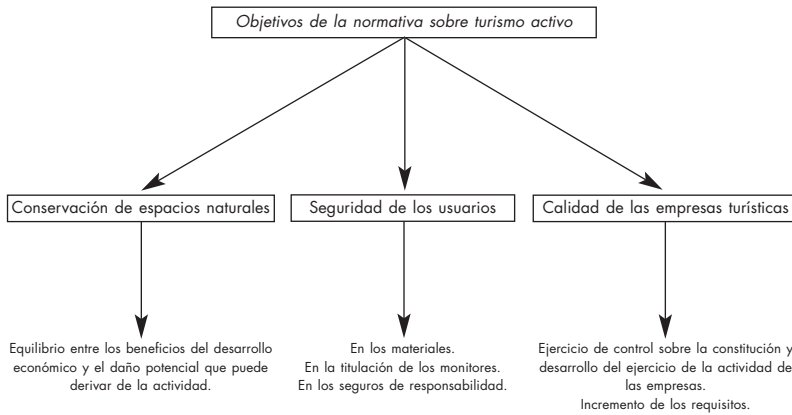 Objetivos de la normativa sobre turismo activo
Conservación de espacios naturales
Seguridad de los usuarios
Calidad de las empresas turísticas
Equilibrio entre los beneficios del desarrollo
económico y el daño potencial que puede
derivar de la actividad.
En los materiales.
En la titulación de los monitores.
En los seguros de responsabilidad.
Ejercicio de control sobre la constitución y
desarrollo del ejercicio de la actividad de
las empresas.
Incremento de los requisitos.